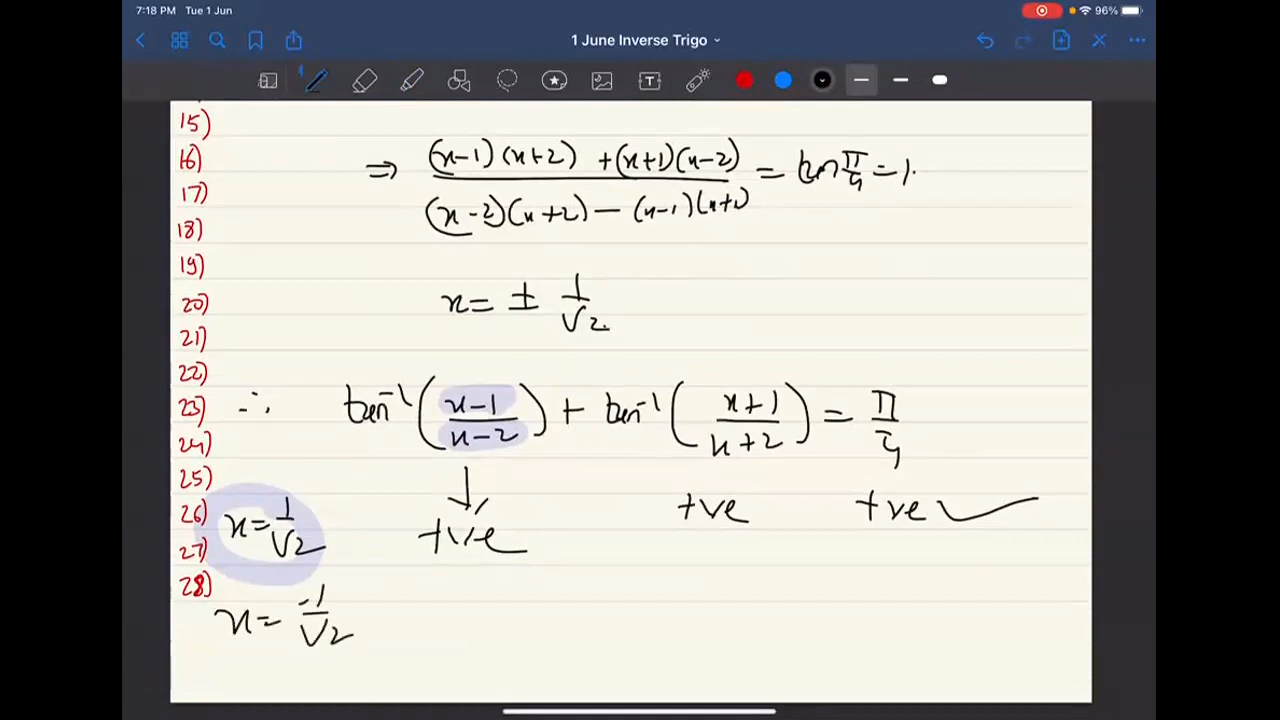 7:18 PM Tue 1 Jun 96%
1 June Inverse Trigo
15)
16) ⇒ (x-1)(x+2) + (x+1)(x-2) / (x-2)(x+2) - (x-1)(x+1) = tan π/4 = 1.
17)
18)
19)
20) x = ± 1/√2
21)
22)
23) ∴ tan⁻¹((x-1)/(x-2)) + tan⁻¹((x+1)/(x+2)) = π/4
24)
25)
26) x = 1/√2 +ve +ve +ve
27)
28)
x = -1/√2